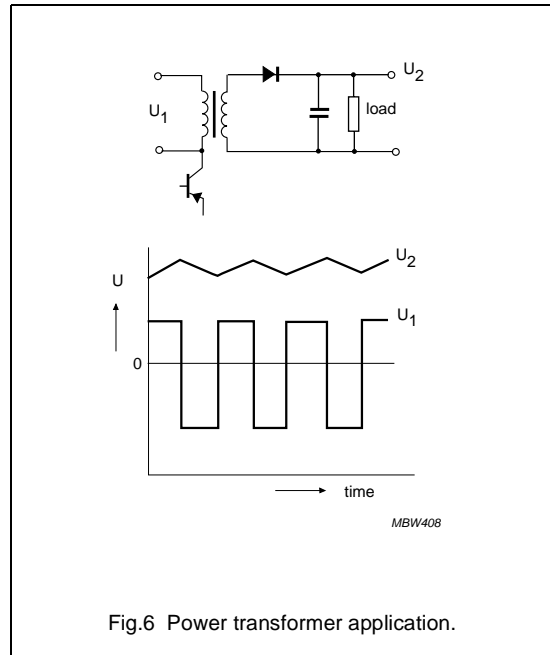 U2
U1
load
U
U2
U1
0
time
MBW408
Fig.6 Power transformer application.